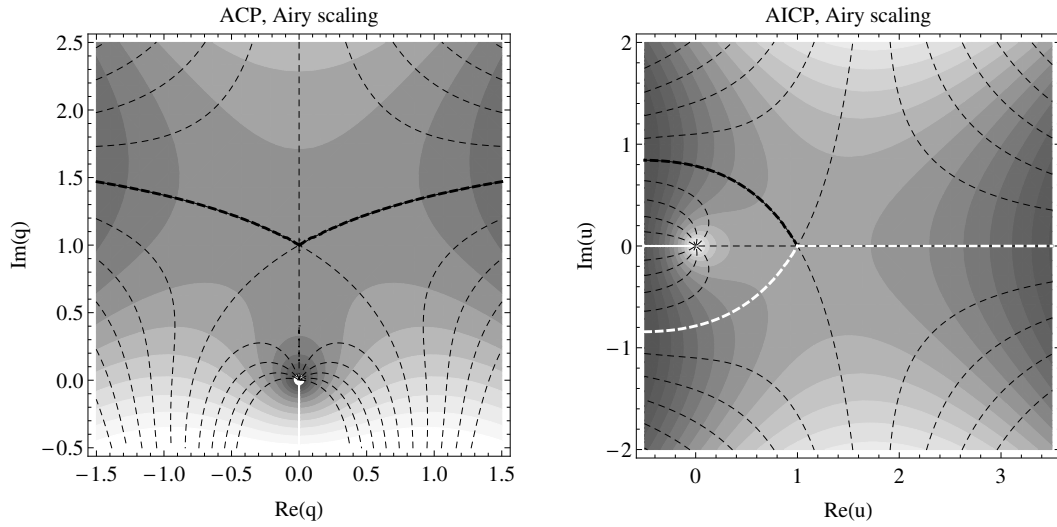 ACP, Airy scaling
2.5
2.0
1.5
1.0
0.5
0.0
−0.5
Im(q)
−1.5 −1.0 −0.5 0.0 0.5 1.0 1.5
Re(q)
AICP, Airy scaling
2
1
0
−1
−2
Im(u)
0 1 2 3
Re(u)